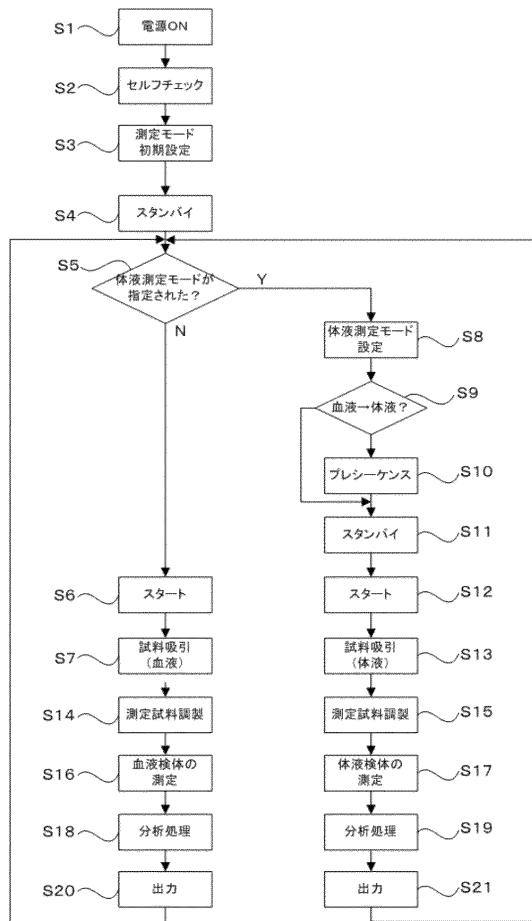 S1
電源ON
S2
セルフチェック
S3
測定モード
初期設定
S4
スタンバイ
S5
体液測定モードが
指定された？
Y
N
体液測定モード
設定
S8
血液→体液？
S9
プレシーケンス
S10
スタンバイ
S11
S6
スタート
スタート
S12
S7
試料吸引
(血液)
試料吸引
(体液)
S13
S14
測定試料調製
測定試料調製
S15
S16
血液検体の
測定
体液検体の
測定
S17
S18
分析処理
分析処理
S19
S20
出力
出力
S21